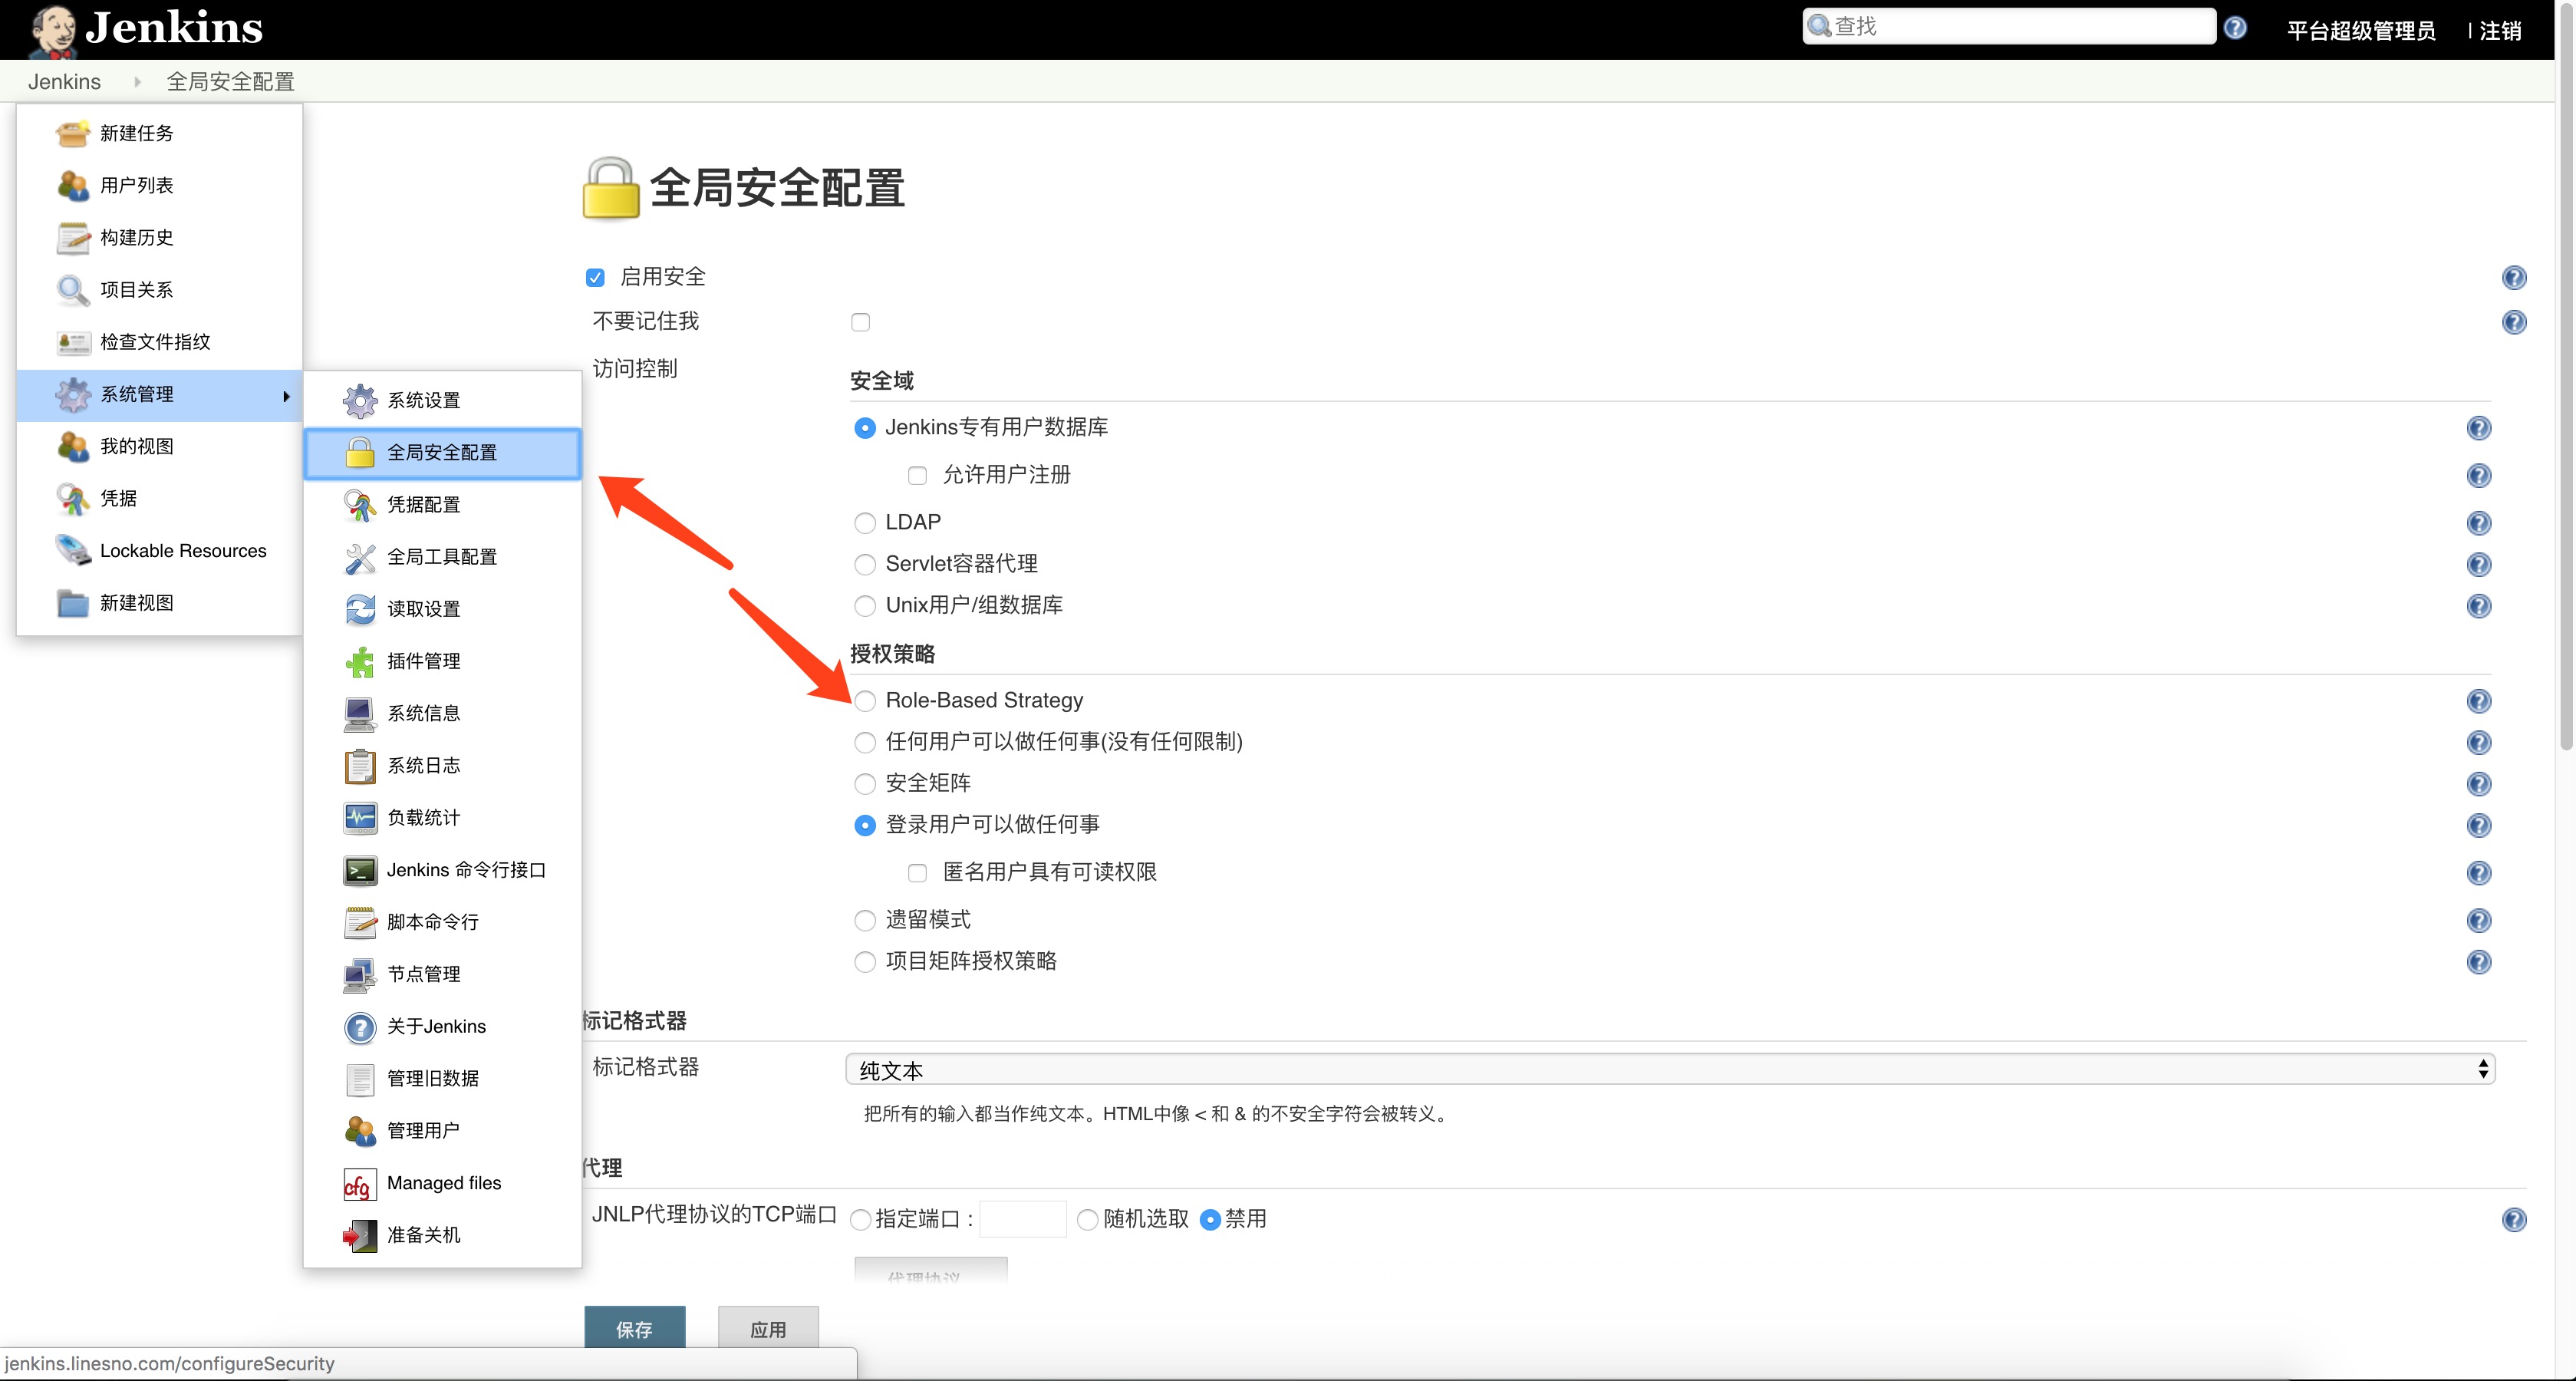 Jenkins
查找
平台超级管理员
| 注销
Jenkins
全局安全配置
新建任务
用户列表
构建历史
项目关系
检查文件指纹
系统管理
我的视图
凭据
Lockable Resources
新建视图
系统设置
全局安全配置
凭据配置
全局工具配置
读取设置
插件管理
系统信息
系统日志
负载统计
Jenkins 命令行接口
脚本命令行
节点管理
关于Jenkins
管理旧数据
管理用户
cfg
Managed files
准备关机
全局安全配置
启用安全
不要记住我
访问控制
安全域
Jenkins专有用户数据库
允许用户注册
LDAP
Servlet容器代理
Unix用户/组数据库
授权策略
Role-Based Strategy
任何用户可以做任何事(没有任何限制)
安全矩阵
登录用户可以做任何事
匿名用户具有可读权限
遗留模式
项目矩阵授权策略
标记格式器
标记格式器
纯文本
把所有的输入都当作纯文本。HTML中像 < 和 & 的不安全字符会被转义。
代理
JNLP代理协议的TCP端口
指定端口 :
随机选取
禁用
代理协议
保存
应用
jenkins.linesno.com/configureSecurity